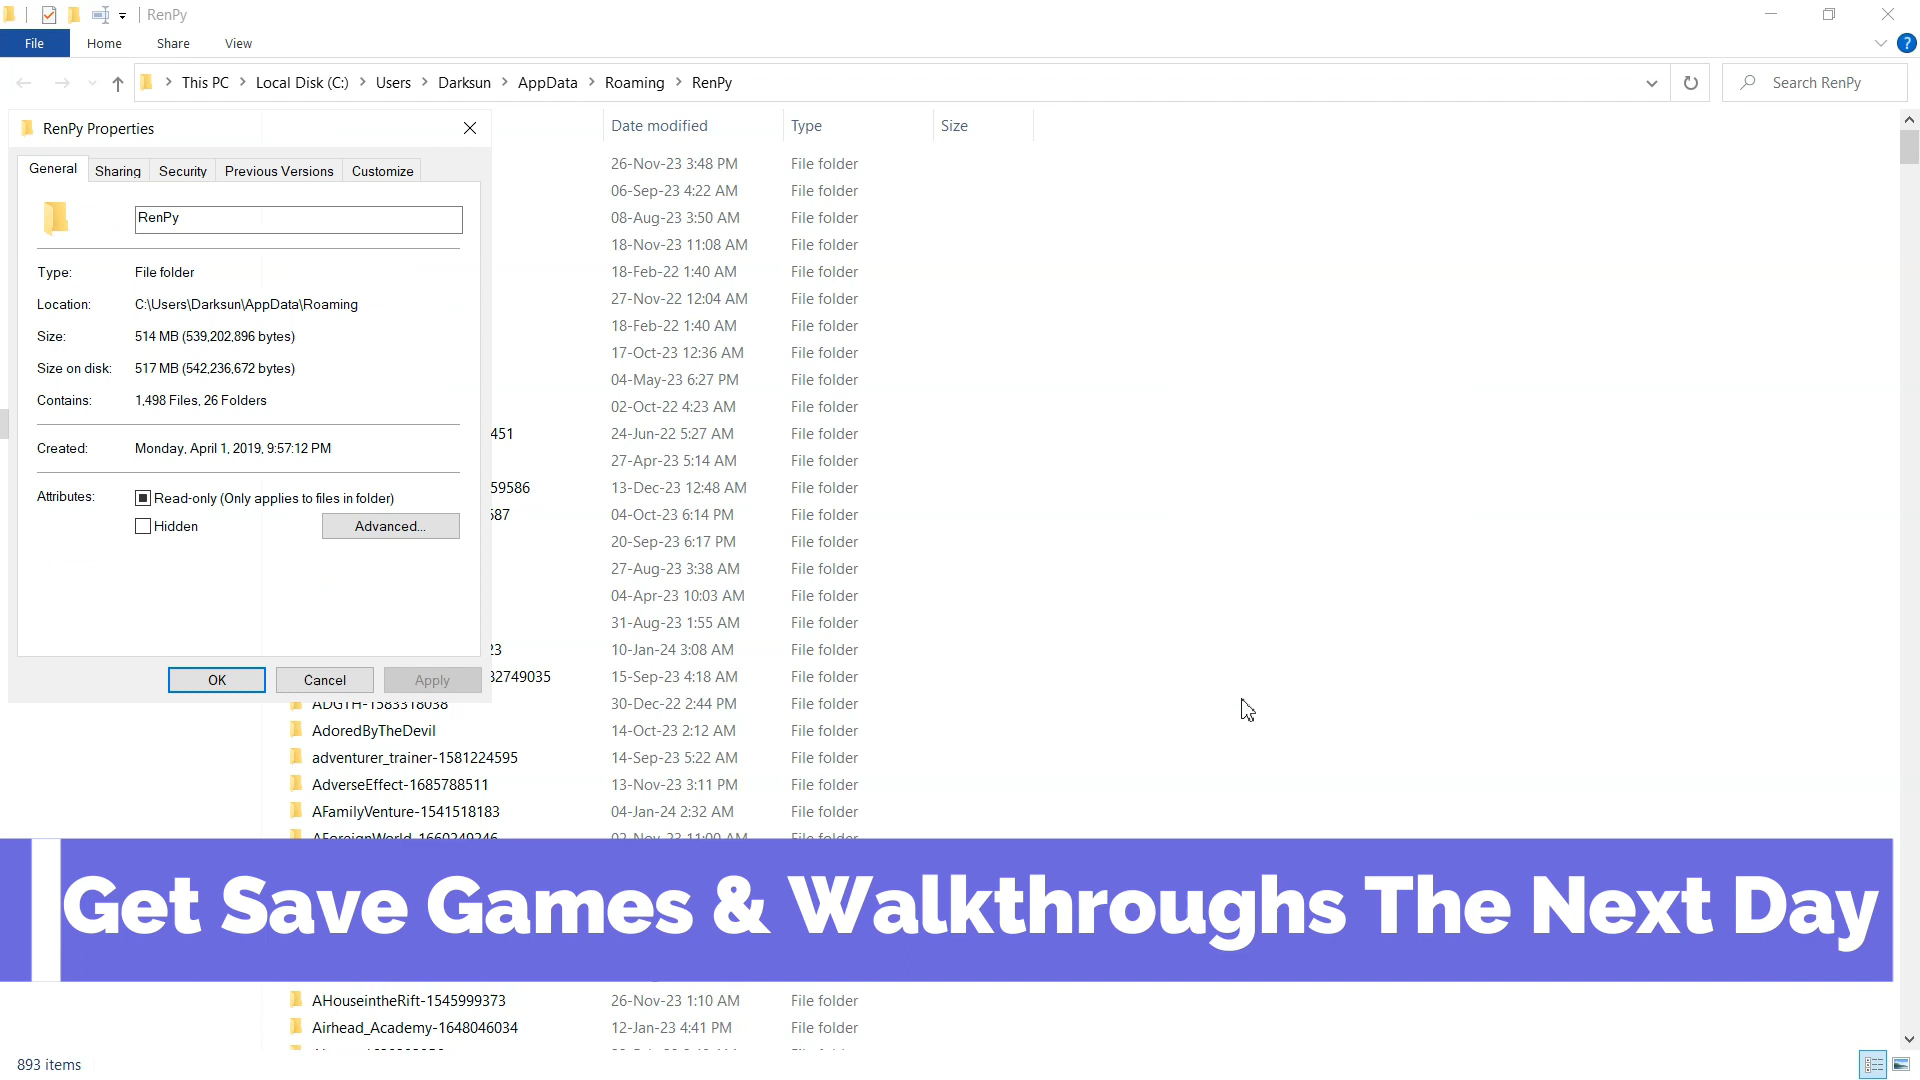 RenPy
File Home Share View
This PC > Local Disk (C:) > Users > Darksun > AppData > Roaming > RenPy
Search RenPy
RenPy Properties
General Sharing Security Previous Versions Customize
RenPy
Type: File folder
Location: C:\Users\Darksun\AppData\Roaming
Size: 514 MB (539,202,896 bytes)
Size on disk: 517 MB (542,236,672 bytes)
Contains: 1,498 Files, 26 Folders
Created: Monday, April 1, 2019, 9:57:12 PM
Attributes: Read-only (Only applies to files in folder)
Hidden Advanced...
OK Cancel Apply
Date modified Type Size
26-Nov-23 3:48 PM File folder
06-Sep-23 4:22 AM File folder
08-Aug-23 3:50 AM File folder
18-Nov-23 11:08 AM File folder
18-Feb-22 1:40 AM File folder
27-Nov-22 12:04 AM File folder
18-Feb-22 1:40 AM File folder
17-Oct-23 12:36 AM File folder
04-May-23 6:27 PM File folder
02-Oct-22 4:23 AM File folder
451 24-Jun-22 5:27 AM File folder
27-Apr-23 5:14 AM File folder
59586 13-Dec-23 12:48 AM File folder
587 04-Oct-23 6:14 PM File folder
20-Sep-23 6:17 PM File folder
27-Aug-23 3:38 AM File folder
04-Apr-23 10:03 AM File folder
31-Aug-23 1:55 AM File folder
23 10-Jan-24 3:08 AM File folder
32749035 15-Sep-23 4:18 AM File folder
ADGTH-1583318038 30-Dec-22 2:44 PM File folder
AdoredByTheDevil 14-Oct-23 2:12 AM File folder
adventurer_trainer-1581224595 14-Sep-23 5:22 AM File folder
AdverseEffect-1685788511 13-Nov-23 3:11 PM File folder
AFamilyVenture-1541518183 04-Jan-24 2:32 AM File folder
AForeignWorld-1660249246 02-Nov-23 11:00 AM File folder
Get Save Games & Walkthroughs The Next Day
AHouseintheRift-1545999373 26-Nov-23 1:10 AM File folder
Airhead_Academy-1648046034 12-Jan-23 4:41 PM File folder
893 items